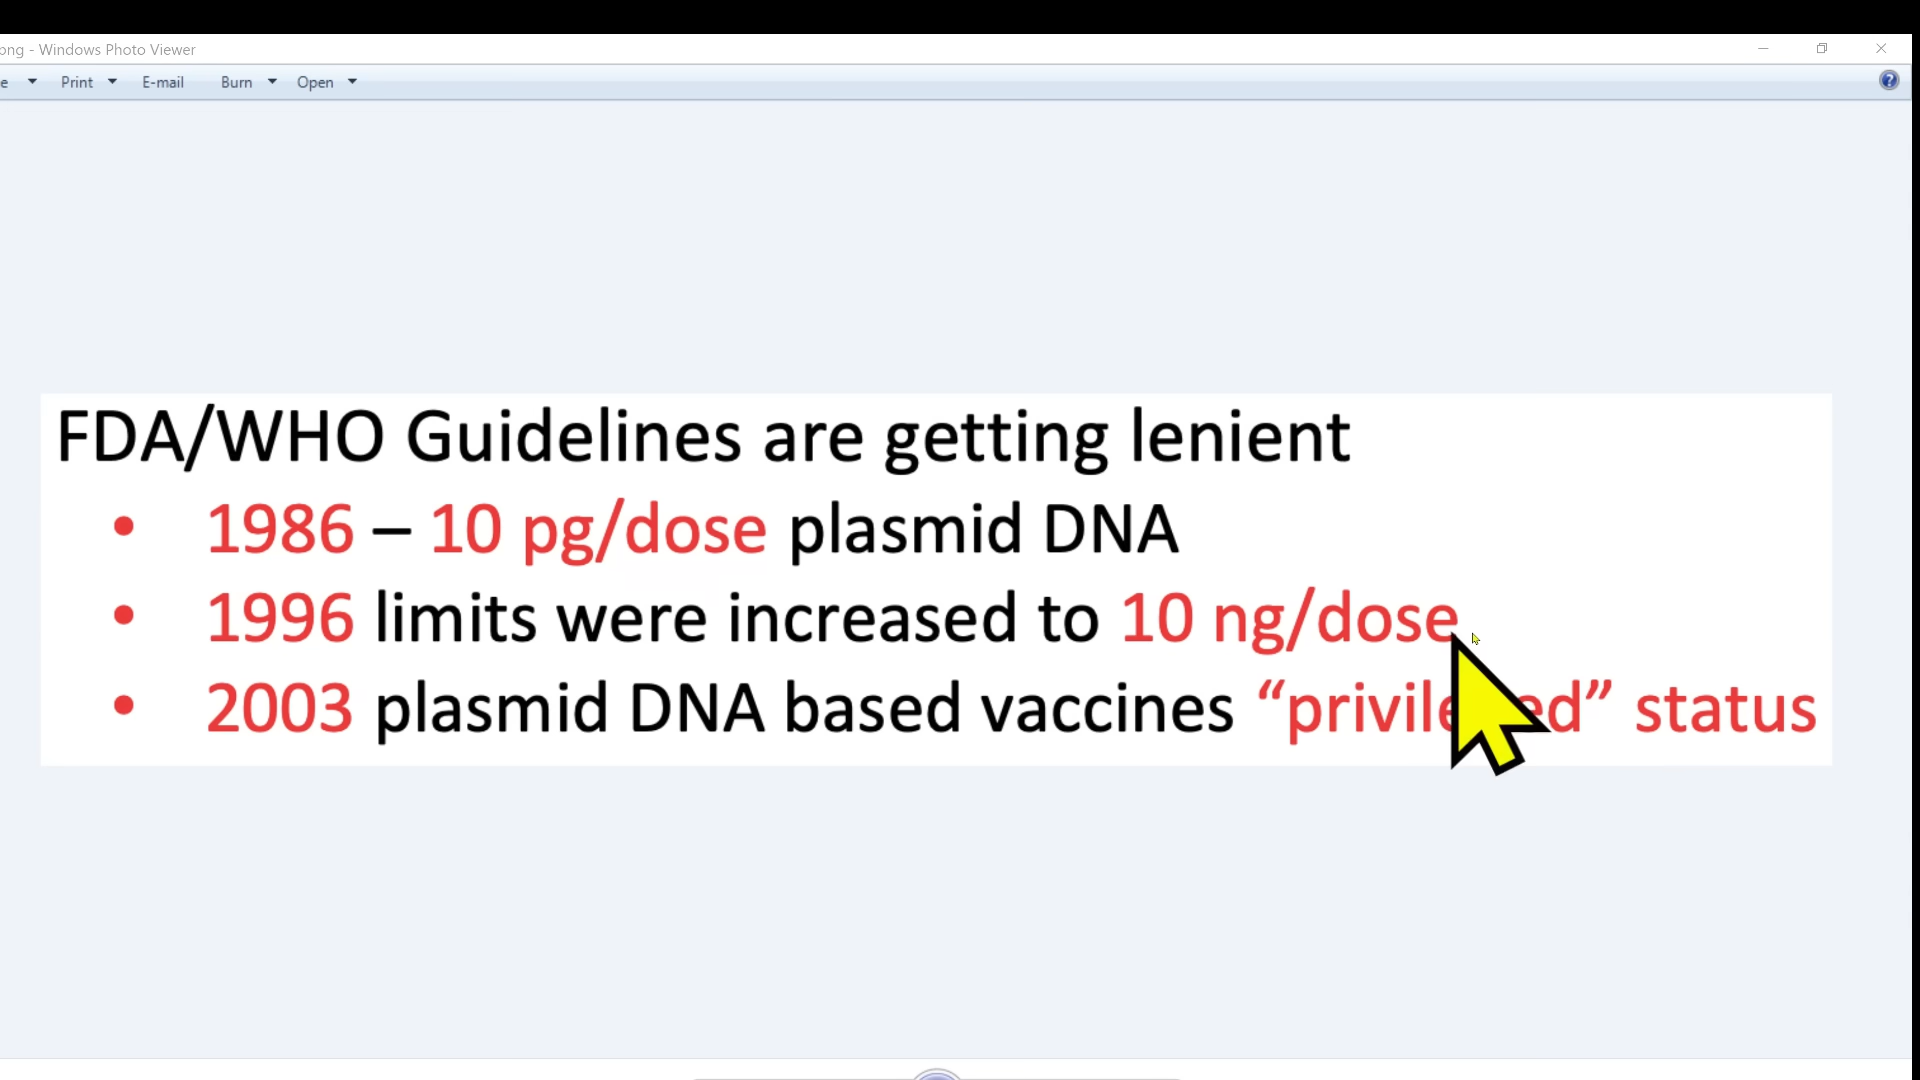 png - Windows Photo Viewer
e Print E-mail Burn Open
FDA/WHO Guidelines are getting lenient
• 1986 – 10 pg/dose plasmid DNA
• 1996 limits were increased to 10 ng/dose
• 2003 plasmid DNA based vaccines “ status